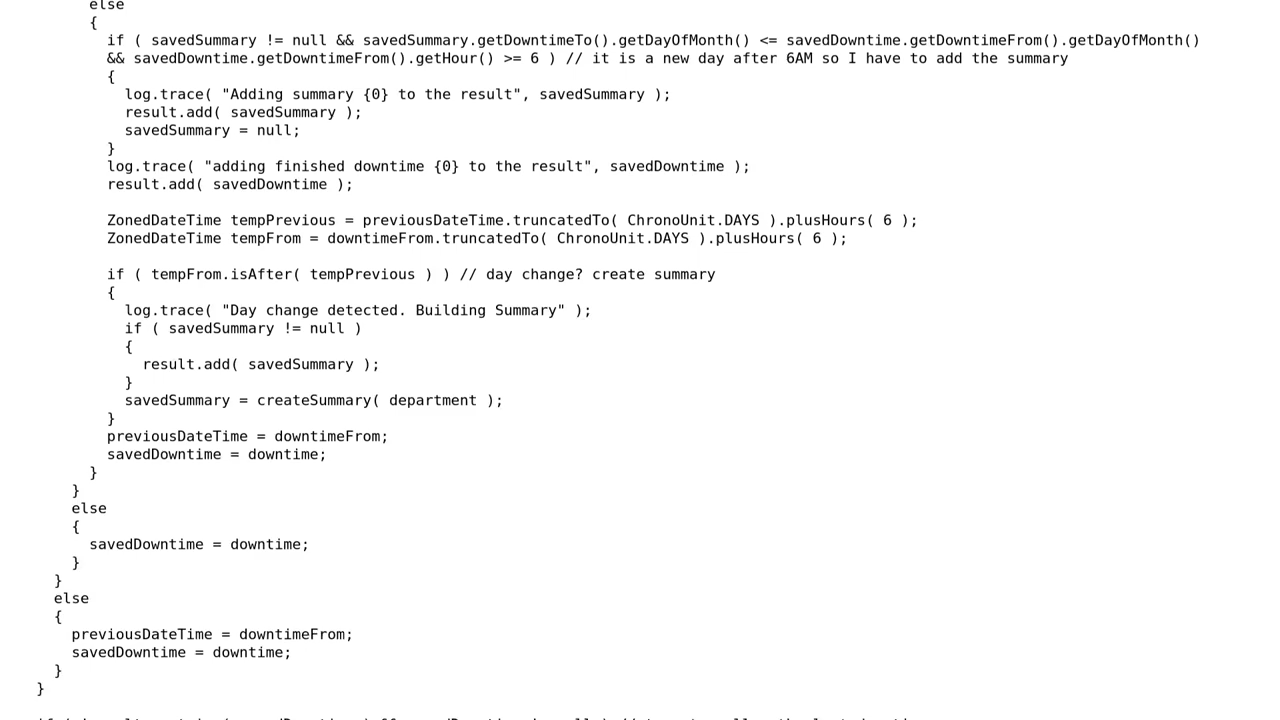 else
{
if ( savedSummary != null && savedSummary.getDowntimeTo().getDayOfMonth() <= savedDowntime.getDowntimeFrom().getDayOfMonth()
&& savedDowntime.getDowntimeFrom().getHour() >= 6 ) // it is a new day after 6AM so I have to add the summary
{
log.trace( "Adding summary {0} to the result", savedSummary );
result.add( savedSummary );
savedSummary = null;
}
log.trace( "adding finished downtime {0} to the result", savedDowntime );
result.add( savedDowntime );
ZonedDateTime tempPrevious = previousDateTime.truncatedTo( ChronoUnit.DAYS ).plusHours( 6 );
ZonedDateTime tempFrom = downtimeFrom.truncatedTo( ChronoUnit.DAYS ).plusHours( 6 );
if ( tempFrom.isAfter( tempPrevious ) ) // day change? create summary
{
log.trace( "Day change detected. Building Summary" );
if ( savedSummary != null )
{
result.add( savedSummary );
}
savedSummary = createSummary( department );
}
previousDateTime = downtimeFrom;
savedDowntime = downtime;
}
}
else
{
savedDowntime = downtime;
}
}
else
{
previousDateTime = downtimeFrom;
savedDowntime = downtime;
}
}